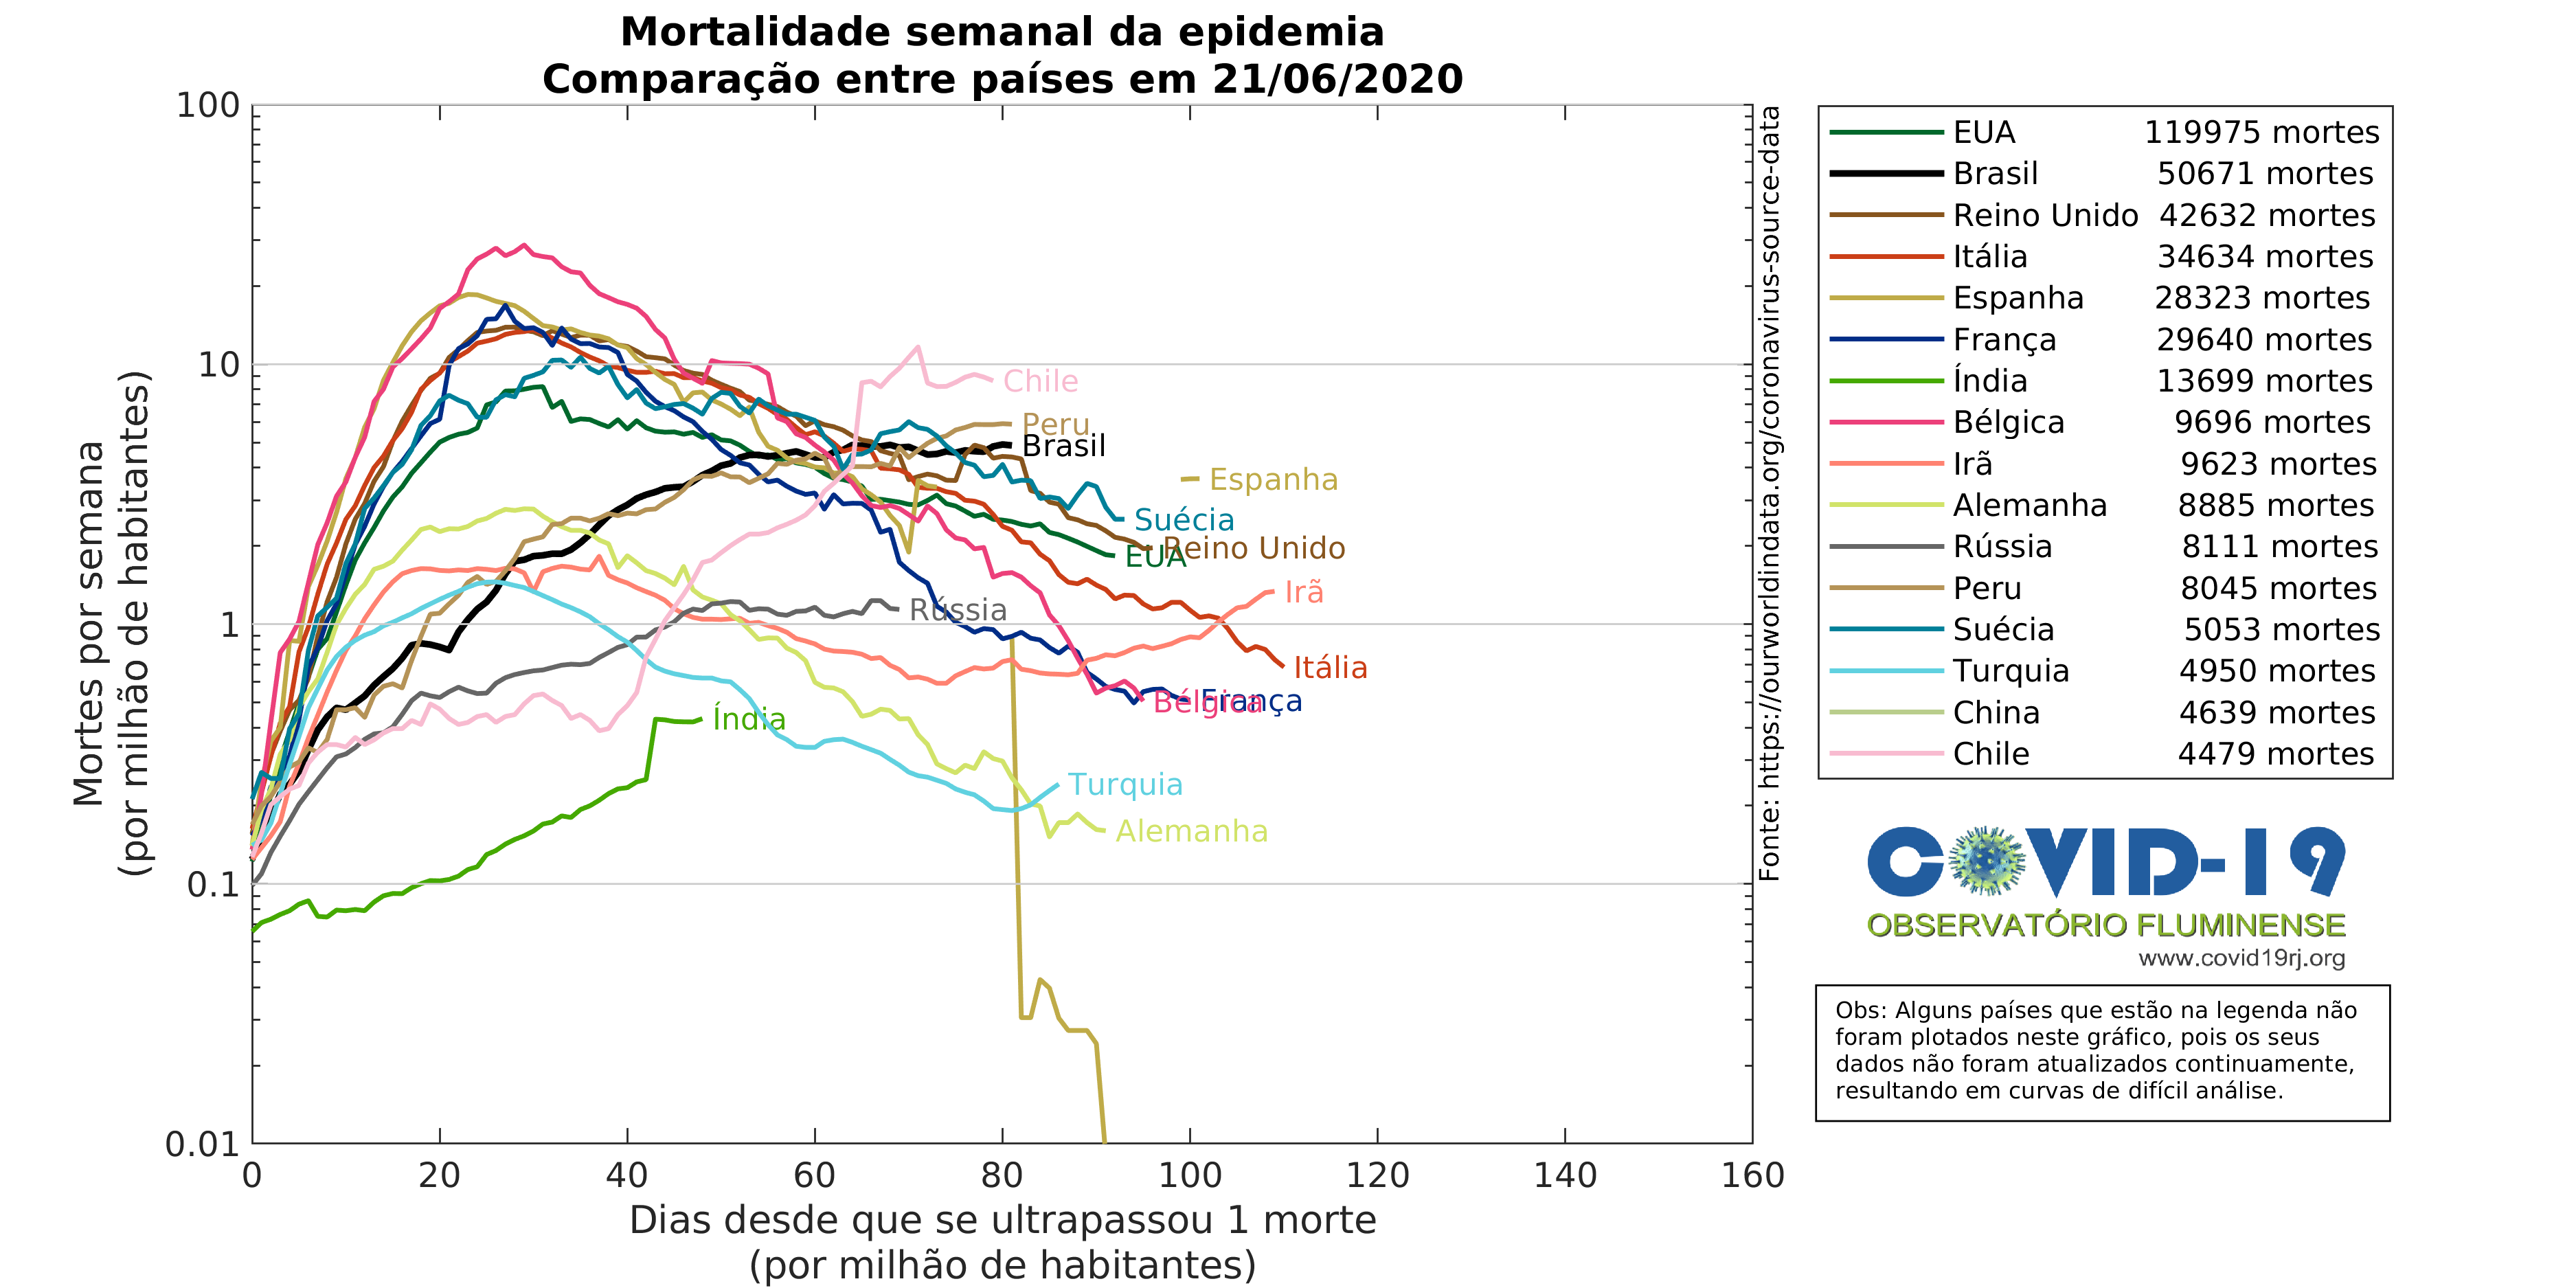 Mortalidade semanal da epidemia
Comparação entre países em 21/06/2020
Mortes por semana
(por milhão de habitantes)
100
10
1
0.1
0.01
0
20
40
60
80
100
120
140
160
Dias desde que se ultrapassou 1 morte
(por milhão de habitantes)
Chile
Peru
Brasil
Espanha
Suécia
Reino Unido
EUA
Irã
Rússia
Itália
França
Bélgica
Índia
Turquia
Alemanha
Fonte: https://ourworldindata.org/coronavirus-source-data
EUA 119975 mortes
Brasil 50671 mortes
Reino Unido 42632 mortes
Itália 34634 mortes
Espanha 28323 mortes
França 29640 mortes
Índia 13699 mortes
Bélgica 9696 mortes
Irã 9623 mortes
Alemanha 8885 mortes
Rússia 8111 mortes
Peru 8045 mortes
Suécia 5053 mortes
Turquia 4950 mortes
China 4639 mortes
Chile 4479 mortes
COVID-19
OBSERVATÓRIO FLUMINENSE
www.covid19rj.org
Obs: Alguns países que estão na legenda não
foram plotados neste gráfico, pois os seus
dados não foram atualizados continuamente,
resultando em curvas de difícil análise.